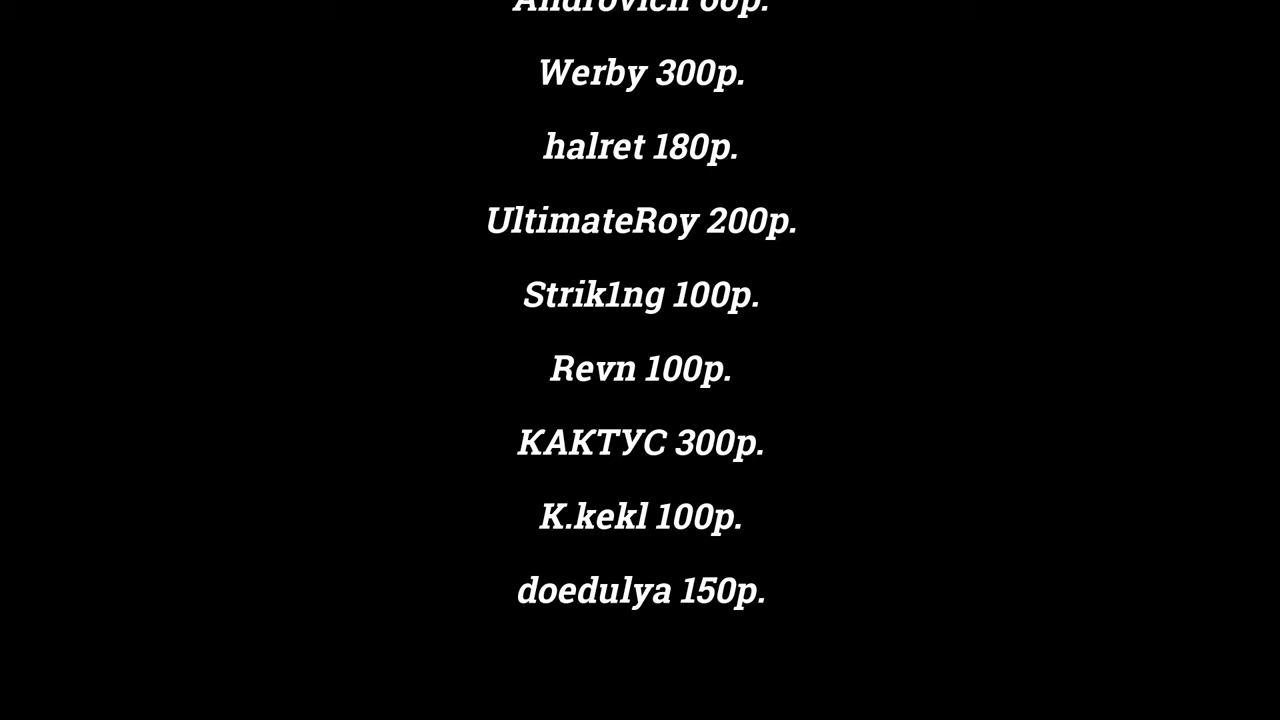 Werby 300р.
halret 180р.
UltimateRoy 200р.
Strik1ng 100р.
Revn 100р.
КАКТУС 300р.
K.kekl 100р.
doedulya 150р.